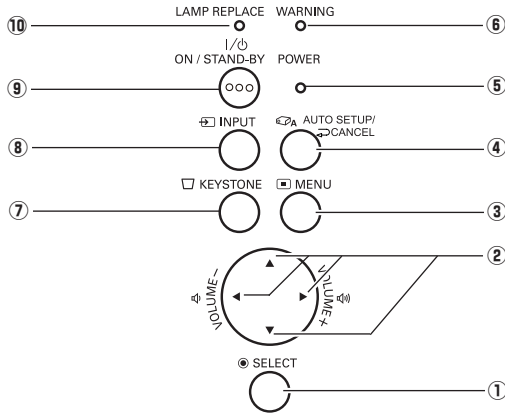 LAMP REPLACE WARNING
⑩ ⑥
I/⏻
ON / STAND-BY POWER
⑨ ⑤
INPUT A AUTO SETUP/
CANCEL
⑧ ④
KEYSTONE MENU
⑦ ③
②
VOLUME − VOLUME +
SELECT
①